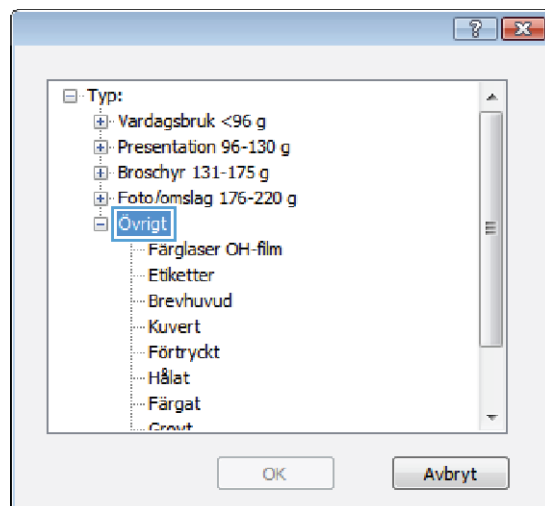 Typ:
Vardagsbruk <96 g
Presentation 96-130 g
Broschyr 131-175 g
Foto/omslag 176-220 g
Övrigt
Färglaser OH-film
Etiketter
Brevhuvud
Kuvert
Förtryckt
Hålat
Färgat
Grovt
OK
Avbryt